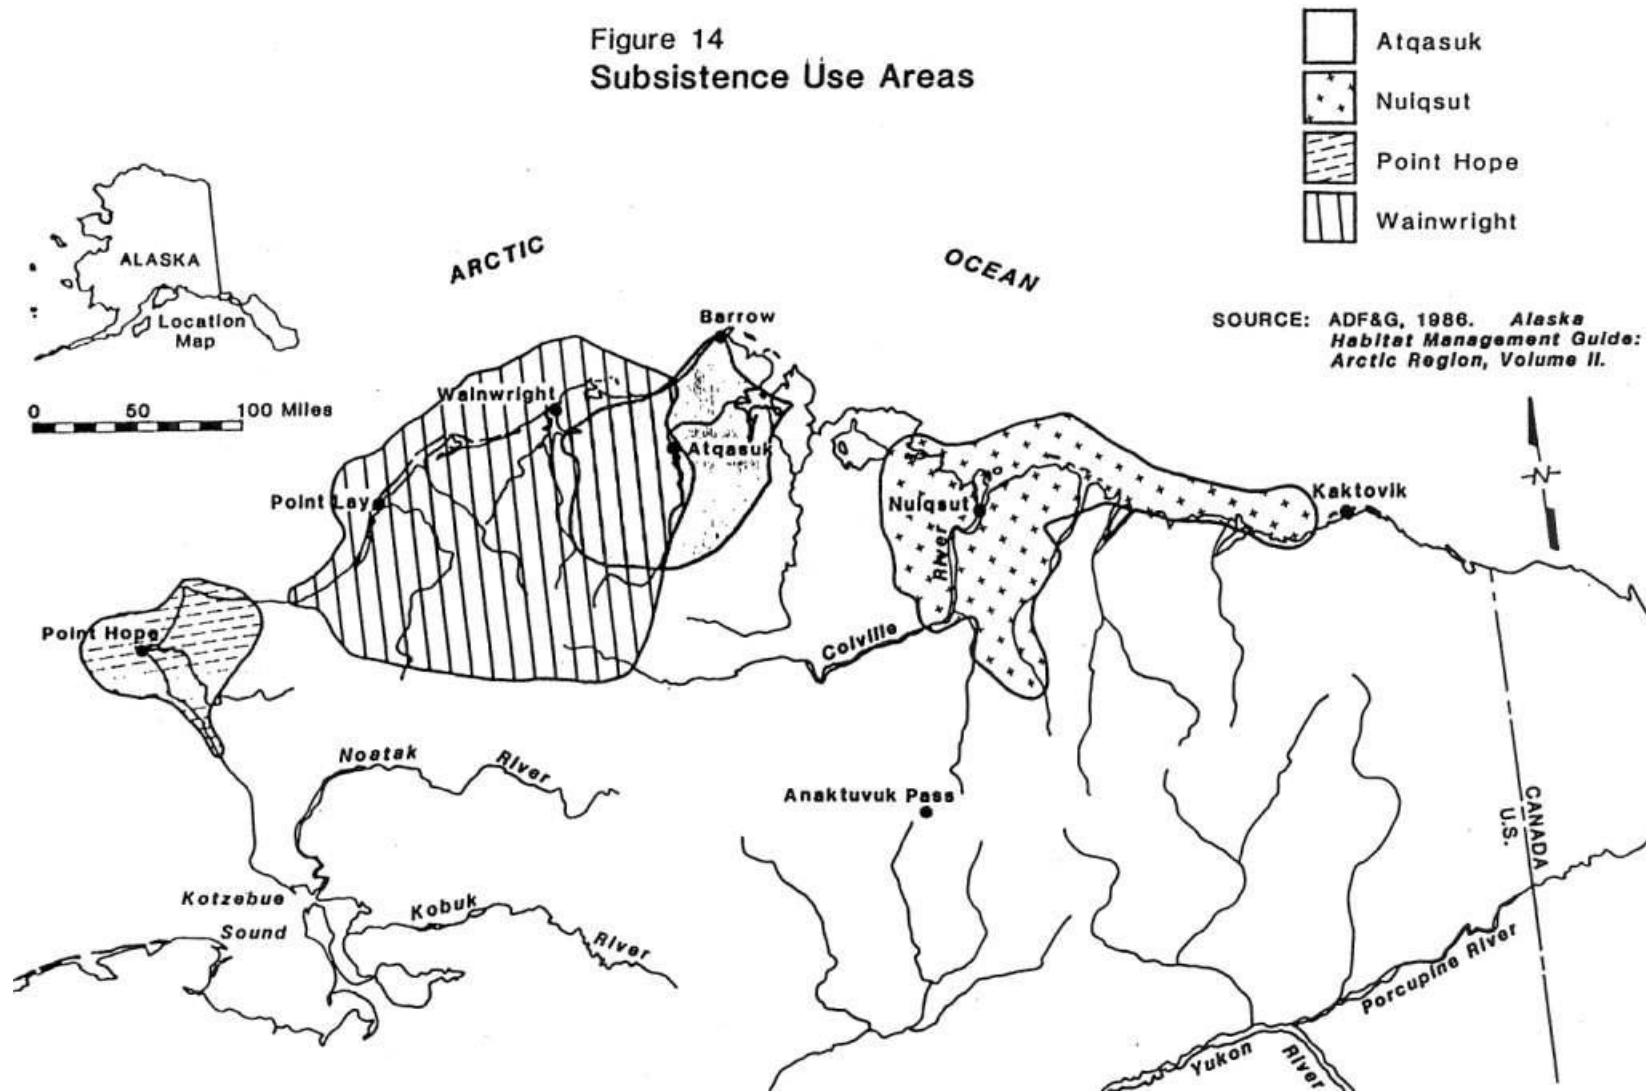 Figure 14
Subsistence Use Areas
Atqasuk
Nuiqsut
Point Hope
Wainwright
ALASKA
Location
Map
ARCTIC
OCEAN
SOURCE: ADF&G, 1986. Alaska
Habitat Management Guide:
Arctic Region, Volume II.
0 50 100 Miles
Barrow
Wainwright
Atqasuk
Point Lay
Nuiqsut
Kaktovik
N
River
Colville
Point Hope
Noatak River
Anaktuvuk Pass
CANADA
U.S.
Kotzebue
Sound
Kobuk
River
Porcupine River
Yukon River